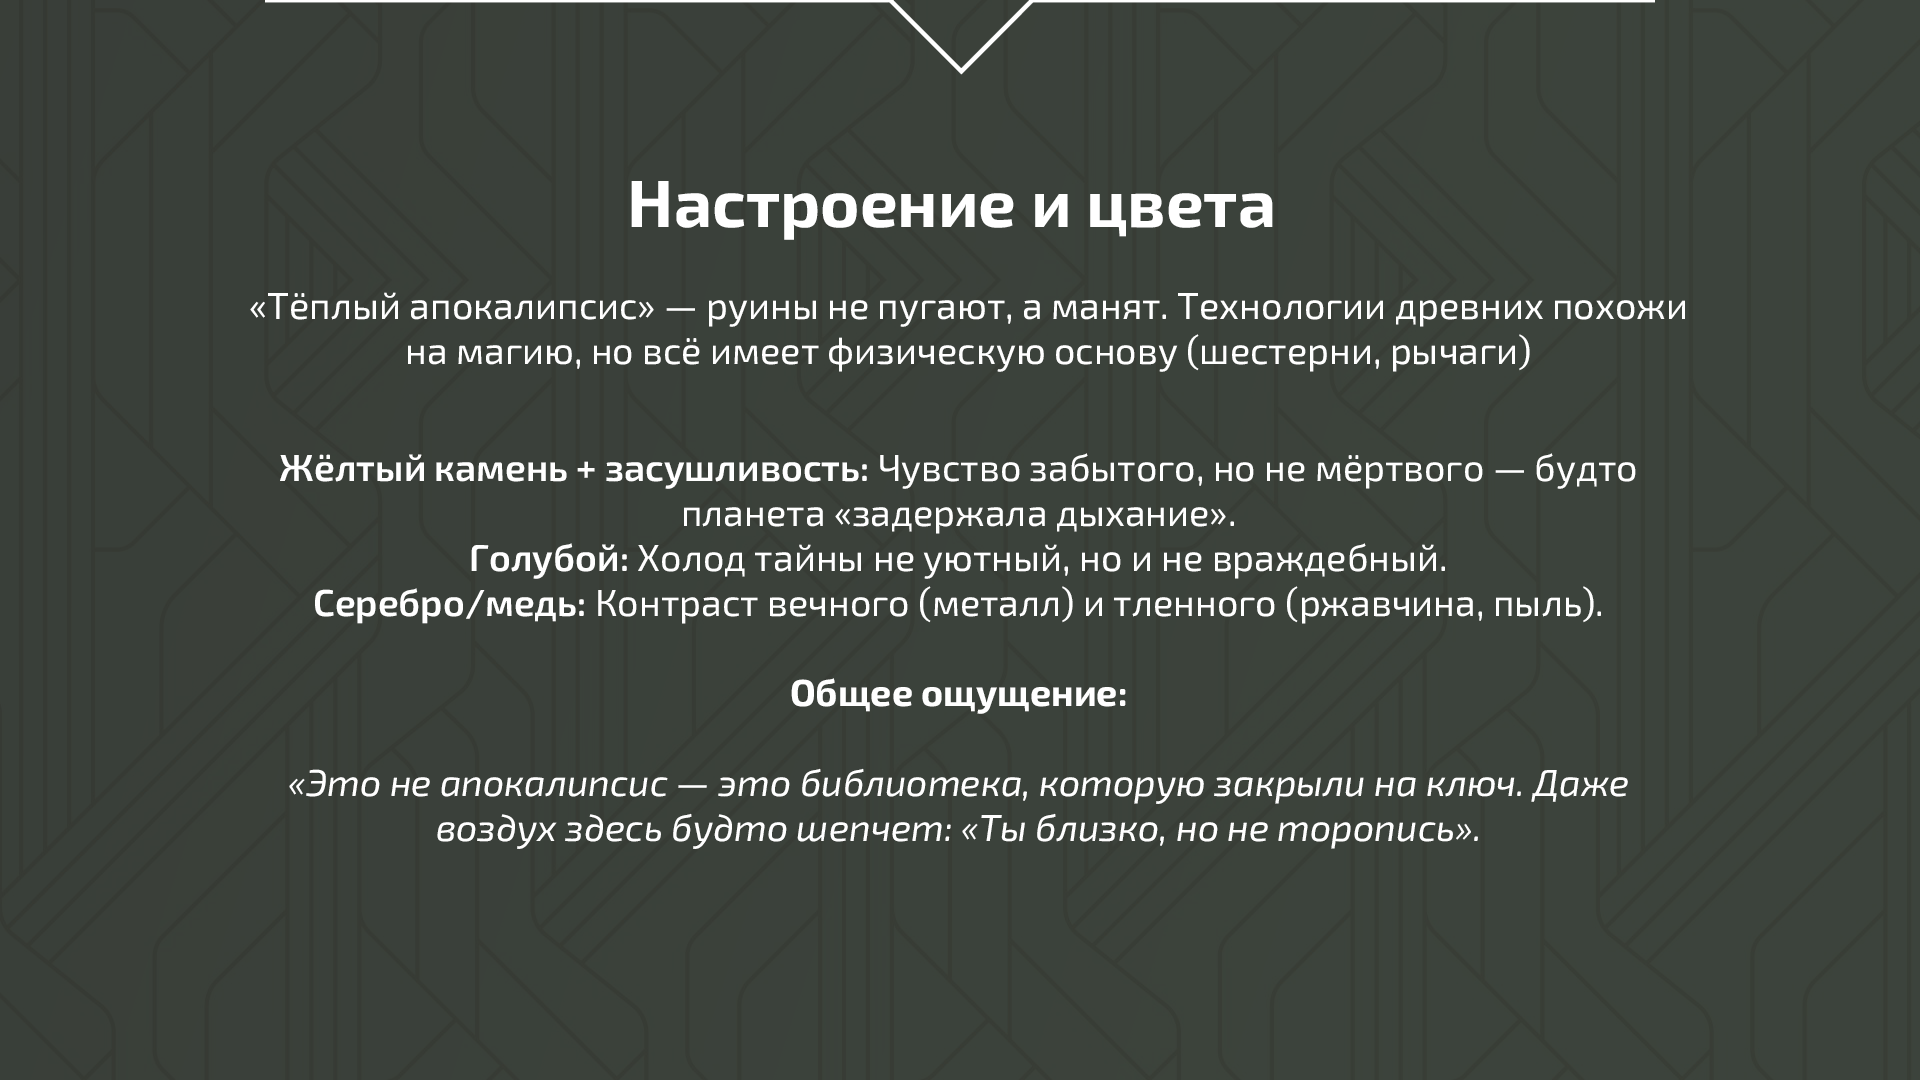 Настроение и цвета
«Тёплый апокалипсис» — руины не пугают, а манят. Технологии древних похожи
на магию, но всё имеет физическую основу (шестерни, рычаги)
Жёлтый камень + засушливость: Чувство забытого, но не мёртвого — будто
планета «задержала дыхание».
Голубой: Холод тайны не уютный, но и не враждебный.
Серебро/медь: Контраст вечного (металл) и тленного (ржавчина, пыль).
Общее ощущение:
«Это не апокалипсис — это библиотека, которую закрыли на ключ. Даже
воздух здесь будто шепчет: «Ты близко, но не торопись».